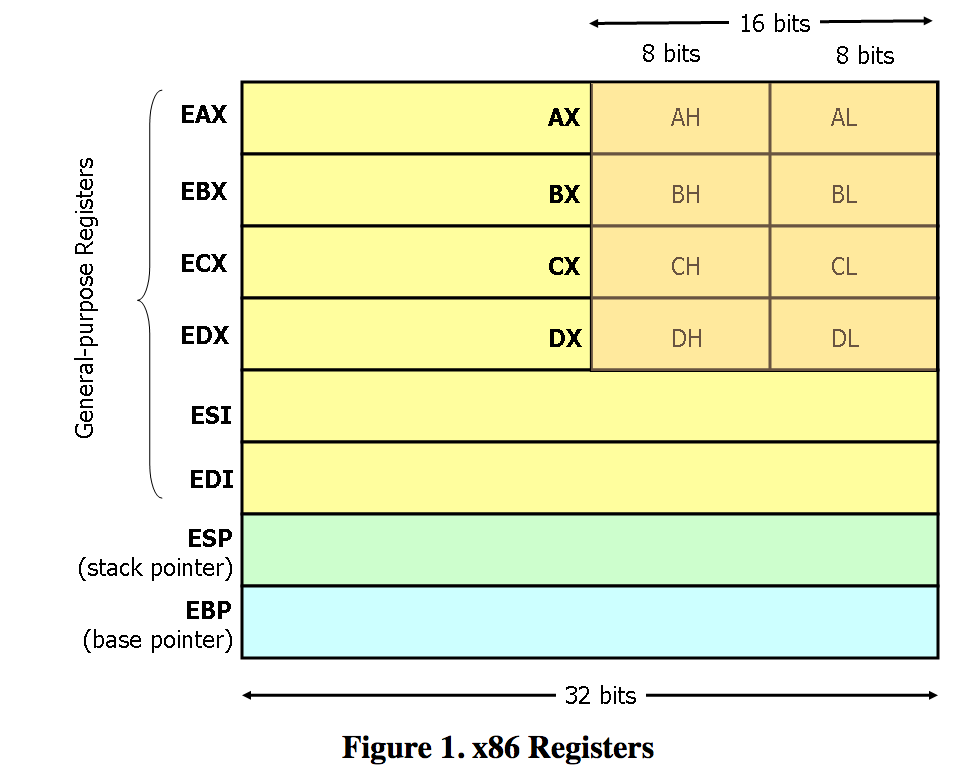 16 bits
8 bits 8 bits
General-purpose Registers
EAX AX AH AL
EBX BX BH BL
ECX CX CH CL
EDX DX DH DL
ESI
EDI
ESP
(stack pointer)
EBP
(base pointer)
32 bits
Figure 1. x86 Registers